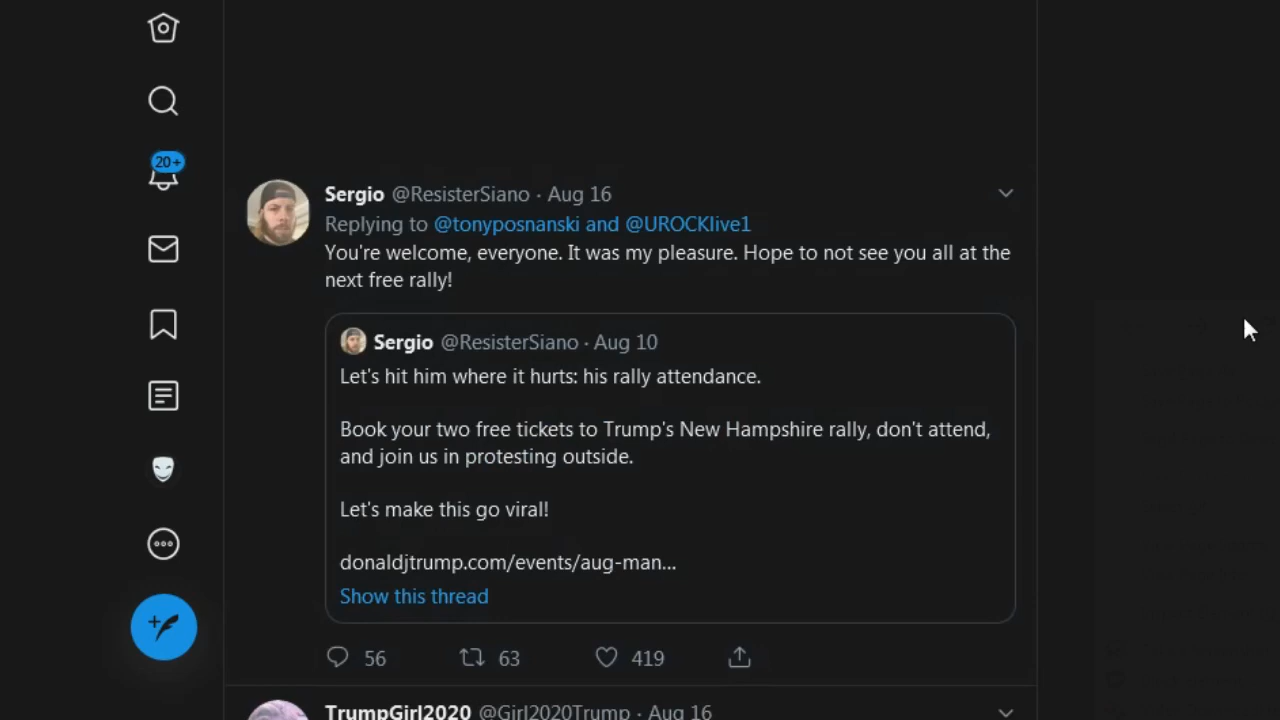 20+
Sergio @ResisterSiano · Aug 16
Replying to @tonyposnanski and @UROCKlive1
You're welcome, everyone. It was my pleasure. Hope to not see you all at the
next free rally!
Sergio @ResisterSiano · Aug 10
Let's hit him where it hurts: his rally attendance.
Book your two free tickets to Trump's New Hampshire rally, don't attend,
and join us in protesting outside.
Let's make this go viral!
donaldjtrump.com/events/aug-man...
Show this thread
56 63 419
TrumpGirl2020 @Girl2020Trump · Aug 16